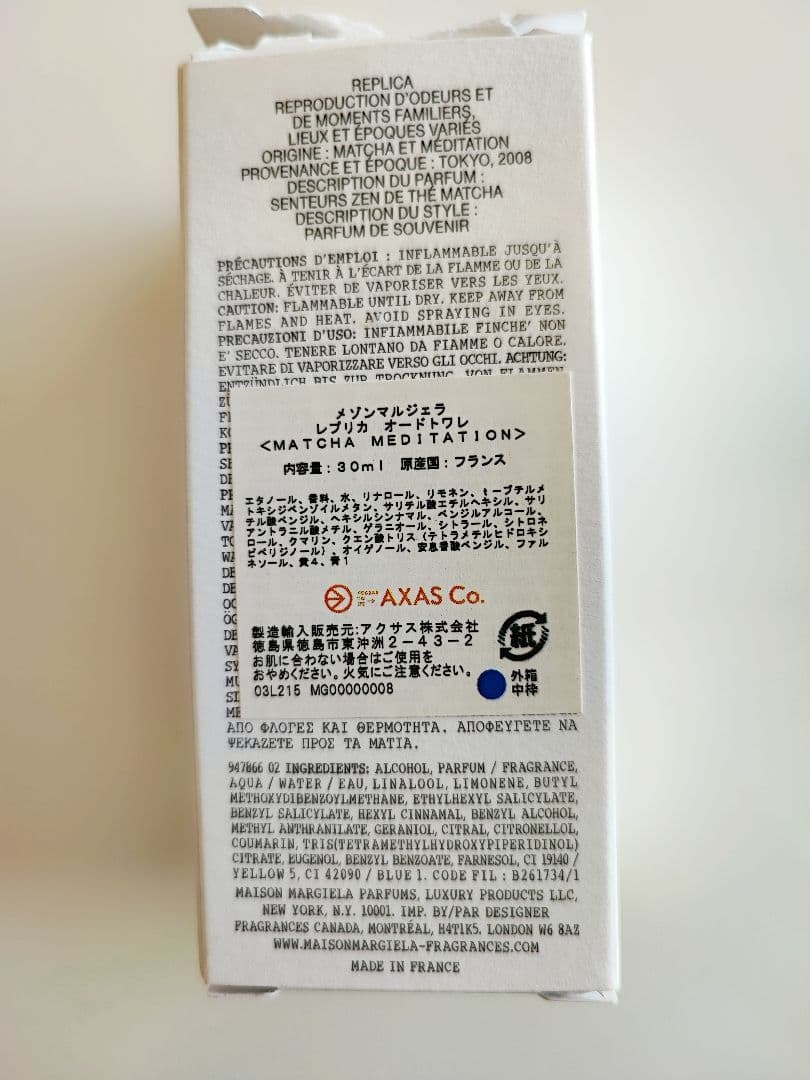 REPLICA
REPRODUCTION D'ODEURS ET
DE MOMENTS FAMILIERS,
LIEUX ET ÉPOQUES VARIÉS
ORIGINE : MATCHA ET MÉDITATION
PROVENANCE ET ÉPOQUE : TOKYO, 2008
DESCRIPTION DU PARFUM :
SENTEURS ZEN DE THÉ MATCHA
DESCRIPTION DU STYLE :
PARFUM DE SOUVENIR
PRÉCAUTIONS D'EMPLOI : INFLAMMABLE JUSQU'À
SÉCHAGE. À TENIR À L'ÉCART DE LA FLAMME OU DE LA
CHALEUR. ÉVITER DE VAPORISER VERS LES YEUX.
CAUTION: FLAMMABLE UNTIL DRY. KEEP AWAY FROM
FLAMES AND HEAT. AVOID SPRAYING IN EYES.
PRECAUZIONI D'USO: INFIAMMABILE FINCHE' NON
E' SECCO. TENERE LONTANO DA FIAMME O CALORE.
EVITARE DI VAPORIZZARE VERSO GLI OCCHI. ACHTUNG:
ENTZÜNDLICH BIS ZUR TROCKNUNG. VON FLAMMEN
メゾンマルジェラ
レプリカ オードトワレ
<MATCHA MEDITATION>
内容量：30ml 原産国：フランス
エタノール、香料、水、リナロール、リモネン、t-ブチルメ
トキシジベンゾイルメタン、サリチル酸エチルヘキシル、サリ
チル酸ベンジル、ヘキシルシンナマル、ベンジルアルコール、
アントラニル酸メチル、ゲラニオール、シトラール、シトロネ
ロール、クマリン、クエン酸トリス（テトラメチルヒドロキシ
ピペリジノール）、オイゲノール、安息香酸ベンジル、ファル
ネソール、黄4、青1
AXAS Co.
製造輸入販売元:アクサス株式会社
徳島県徳島市東沖洲2-43-2
お肌に合わない場合はご使用を
おやめください。火気にご注意ください。
03L215 MG00000008
紙
外箱
中枠
ΑΠΟ ΦΛΟΓΕΣ ΚΑΙ ΘΕΡΜΟΤΗΤΑ. ΑΠΟΦΕΥΓΕΤΕ ΝΑ
ΨΕΚΑΖΕΤΕ ΠΡΟΣ ΤΑ ΜΑΤΙΑ.
947866 02 INGREDIENTS: ALCOHOL, PARFUM / FRAGRANCE,
AQUA / WATER / EAU, LINALOOL, LIMONENE, BUTYL
METHOXYDIBENZOYLMETHANE, ETHYLHEXYL SALICYLATE,
BENZYL SALICYLATE, HEXYL CINNAMAL, BENZYL ALCOHOL,
METHYL ANTHRANILATE, GERANIOL, CITRAL, CITRONELLOL,
COUMARIN, TRIS(TETRAMETHYLHYDROXYPIPERIDINOL)
CITRATE, EUGENOL, BENZYL BENZOATE, FARNESOL, CI 19140 /
YELLOW 5, CI 42090 / BLUE 1. CODE FIL : B261734/1
MAISON MARGIELA PARFUMS, LUXURY PRODUCTS LLC,
NEW YORK, N.Y. 10001. IMP. BY/PAR DESIGNER
FRAGRANCES CANADA, MONTRÉAL, H4T1K5. LONDON W6 8AZ
WWW.MAISONMARGIELA-FRAGRANCES.COM
MADE IN FRANCE